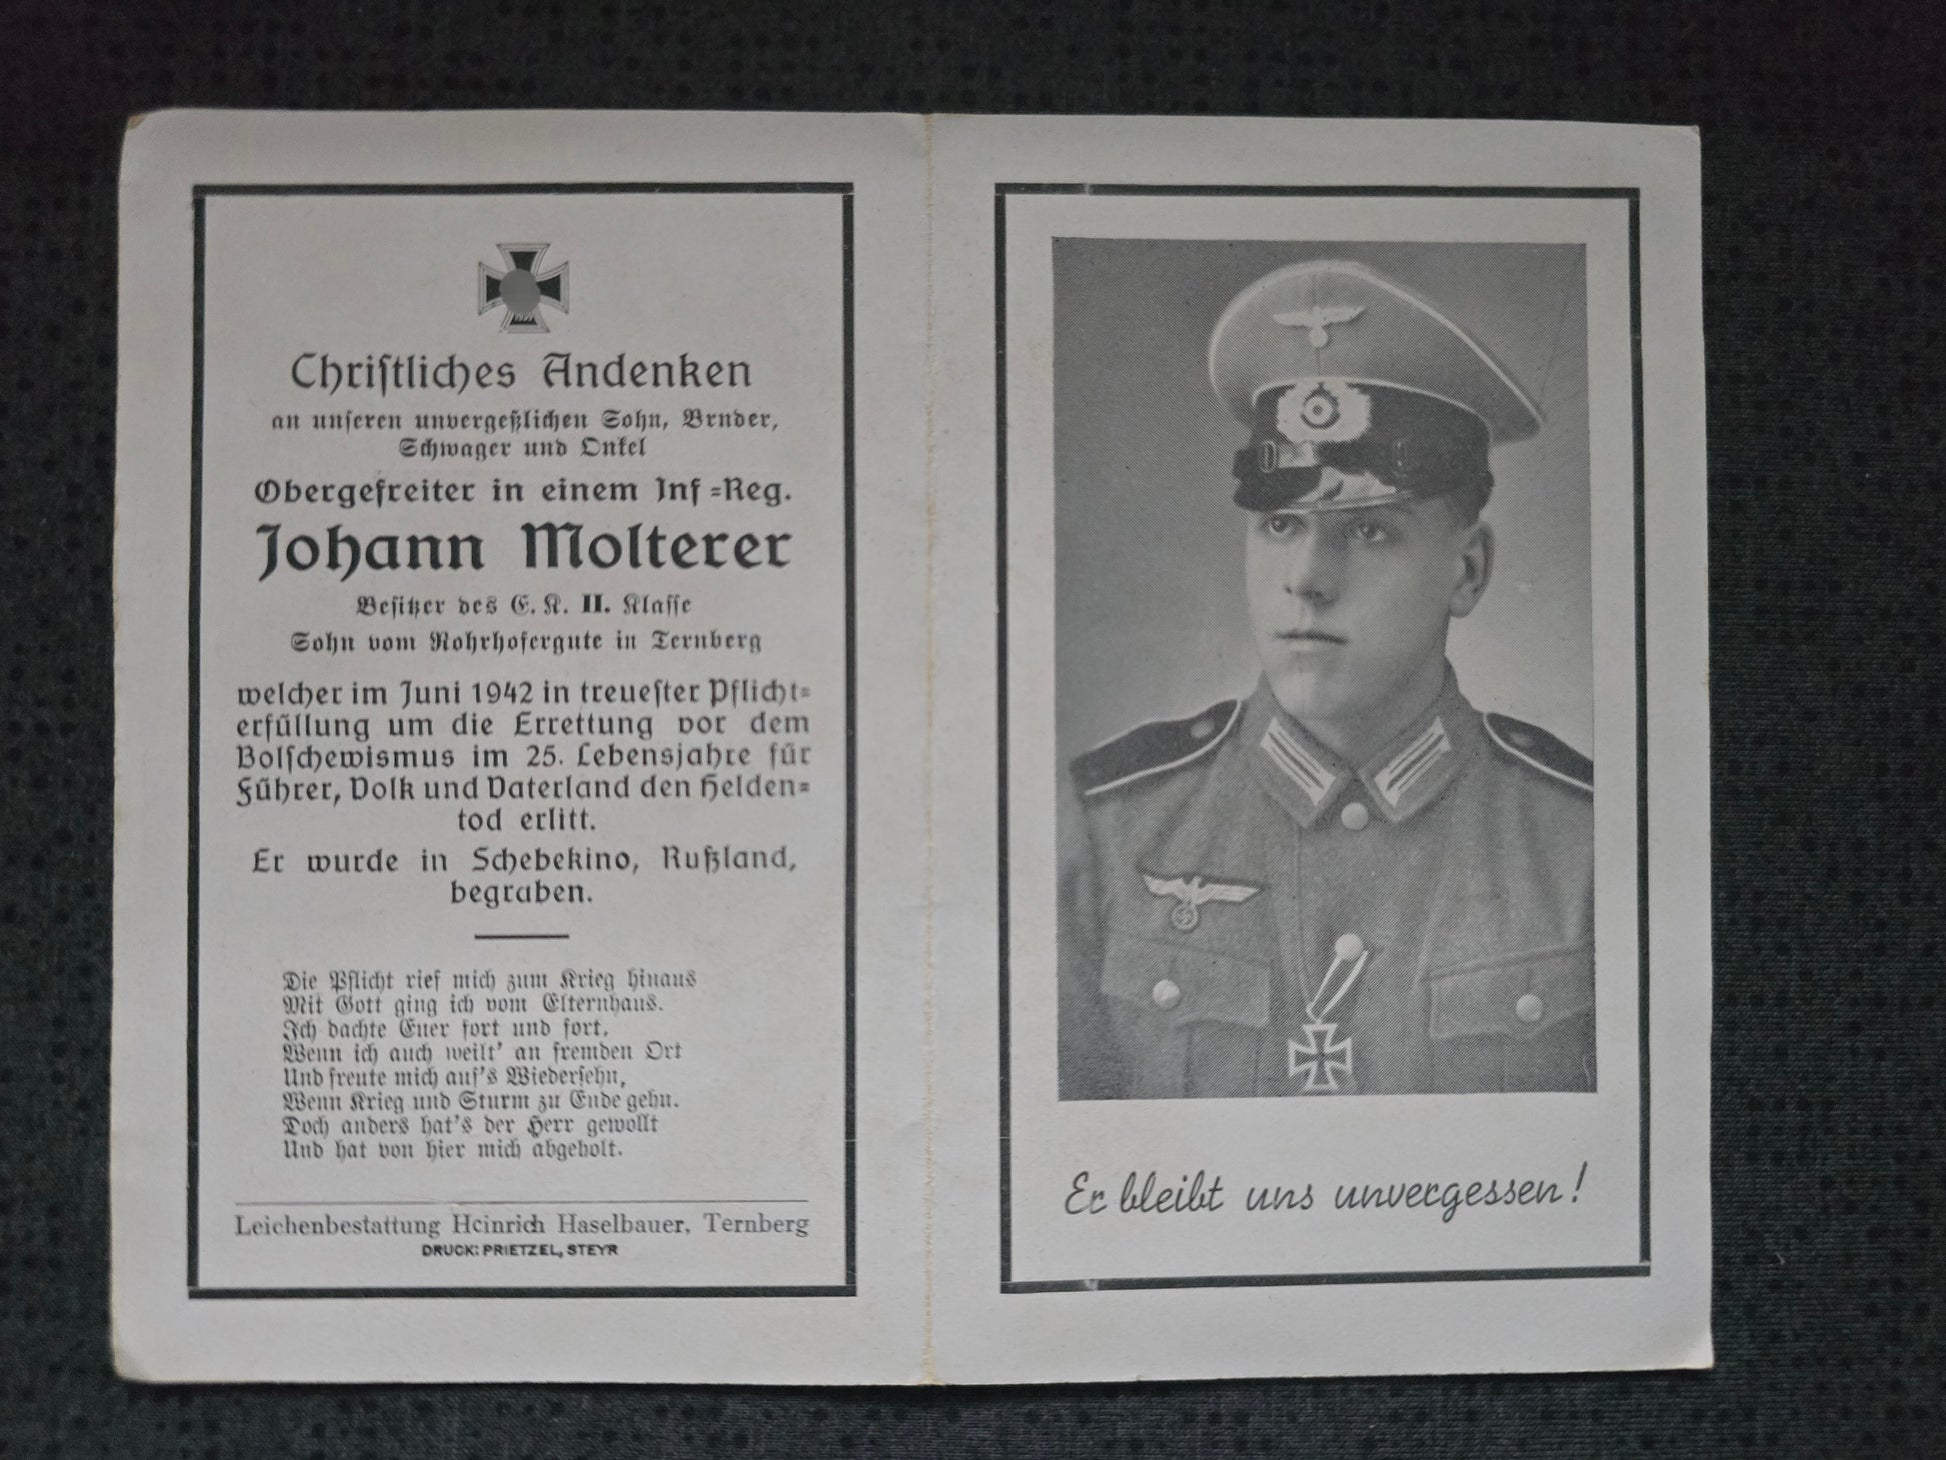 Christliches Andenken
an unseren unvergeßlichen Sohn, Brnder,
Schwager und Onkel
Obergefreiter in einem Inf=Reg.
Johann Molterer
Besitzer des E. K. II. Klasse
Sohn vom Rohrhofergute in Ternberg
welcher im Juni 1942 in treuester Pflicht=
erfüllung um die Errettung vor dem
Bolschewismus im 25. Lebensjahre für
Führer, Volk und Vaterland den Helden=
tod erlitt.
Er wurde in Schebekino, Rußland,
begraben.
Die Pflicht rief mich zum Krieg hinaus
Mit Gott ging ich vom Elternhaus.
Ich dachte Euer fort und fort,
Wenn ich auch weilt' an fremden Ort
Und freute mich auf's Wiedersehn,
Wenn Krieg und Sturm zu Ende gehn.
Doch anders hat's der Herr gewollt
Und hat von hier mich abgeholt.
Leichenbestattung Heinrich Haselbauer, Ternberg
DRUCK: PRIETZEL, STEYR
Er bleibt uns unvergessen!